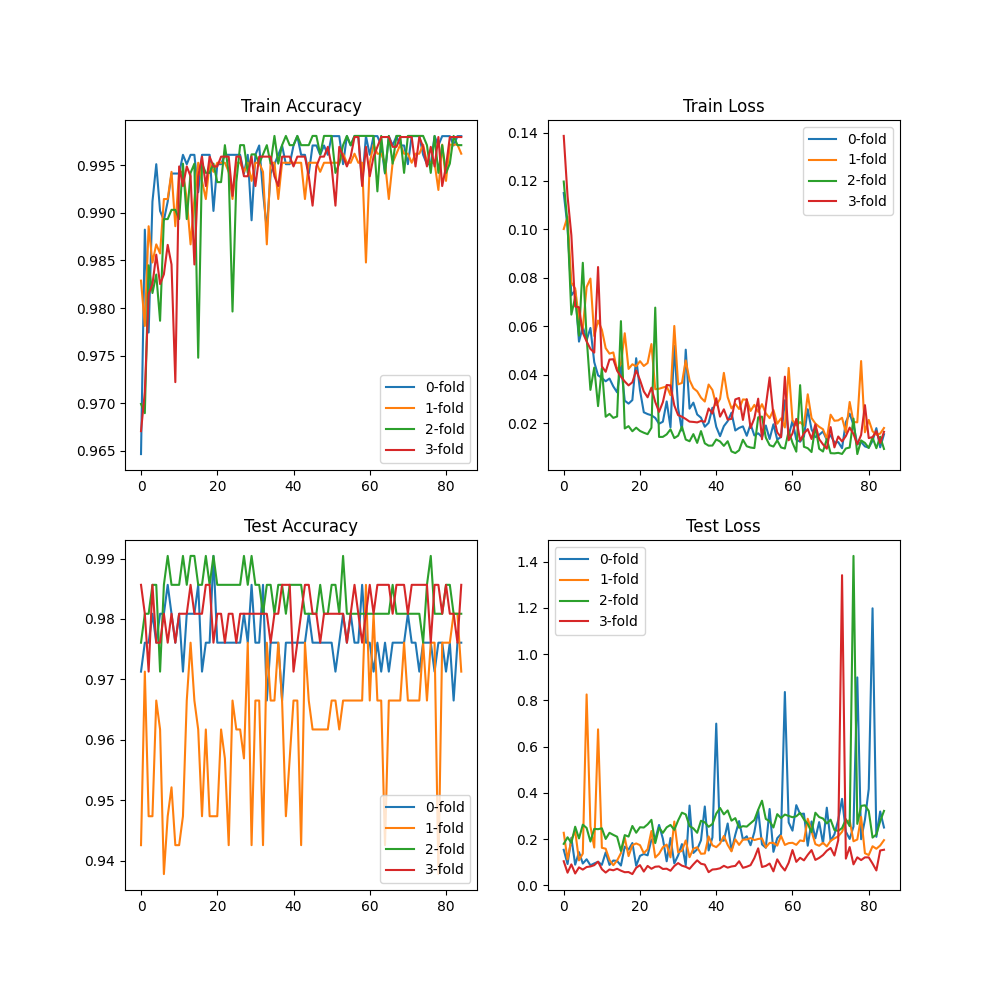 Train Accuracy
0.995
0.990
0.985
0.980
0.975
0.970
0.965
0 20 40 60 80
0-fold
1-fold
2-fold
3-fold
Train Loss
0.14
0.12
0.10
0.08
0.06
0.04
0.02
0 20 40 60 80
0-fold
1-fold
2-fold
3-fold
Test Accuracy
0.99
0.98
0.97
0.96
0.95
0.94
0 20 40 60 80
0-fold
1-fold
2-fold
3-fold
Test Loss
1.4
1.2
1.0
0.8
0.6
0.4
0.2
0.0
0 20 40 60 80
0-fold
1-fold
2-fold
3-fold